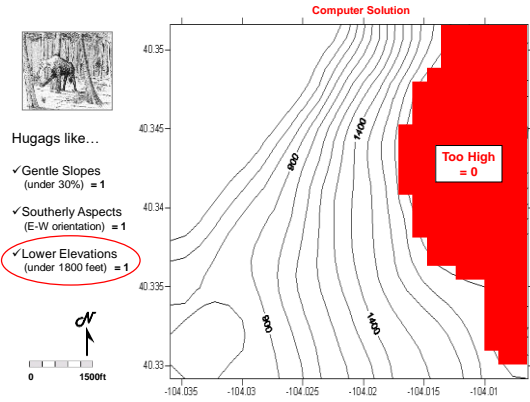 Computer Solution
Hugags like…
✓Gentle Slopes
(under 30%) = 1
✓Southerly Aspects
(E-W orientation) = 1
✓Lower Elevations
(under 1800 feet) = 1
N
0 1500ft
40.35
40.345
40.34
40.335
40.33
900
1400
Too High
= 0
900
1400
-104.035 -104.03 -104.025 -104.02 -104.015 -104.01